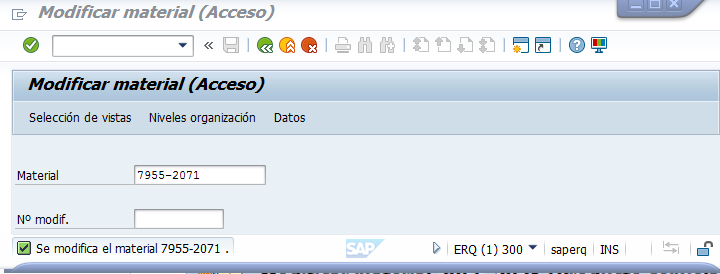 Modificar material (Acceso)
Modificar material (Acceso)
Selección de vistas Niveles organización Datos
Material 7955-2071
Nº modif.
Se modifica el material 7955-2071 . SAP ERQ (1) 300 saperq INS